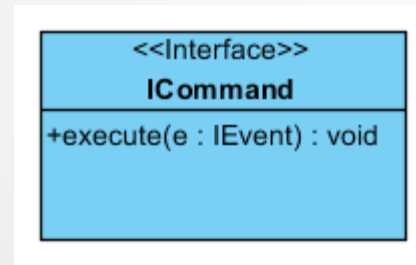 <<Interface>>
ICommand
+execute(e : IEvent) : void